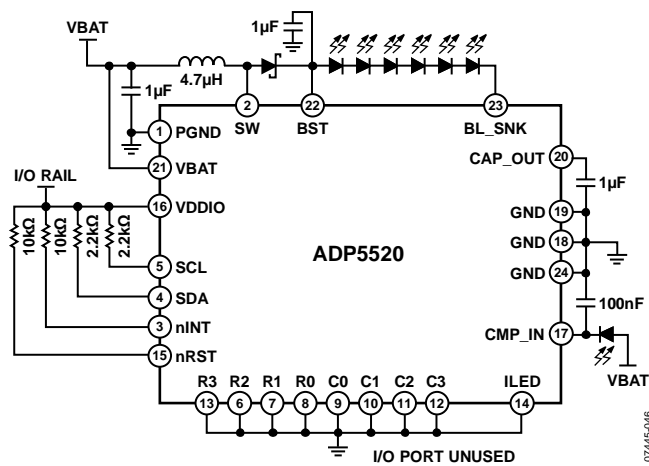 VBAT
1µF
4.7µH
1µF
2
SW
22
BST
23
BL_SNK
1
PGND
21
VBAT
I/O RAIL
16
VDDIO
10kΩ
10kΩ
2.2kΩ
2.2kΩ
5
SCL
4
SDA
3
nINT
15
nRST
ADP5520
CAP_OUT
20
1µF
GND
19
GND
18
GND
24
100nF
CMP_IN
17
VBAT
R3
R2
R1
R0
C0
C1
C2
C3
ILED
13
6
7
8
9
10
11
12
14
I/O PORT UNUSED
07445-046